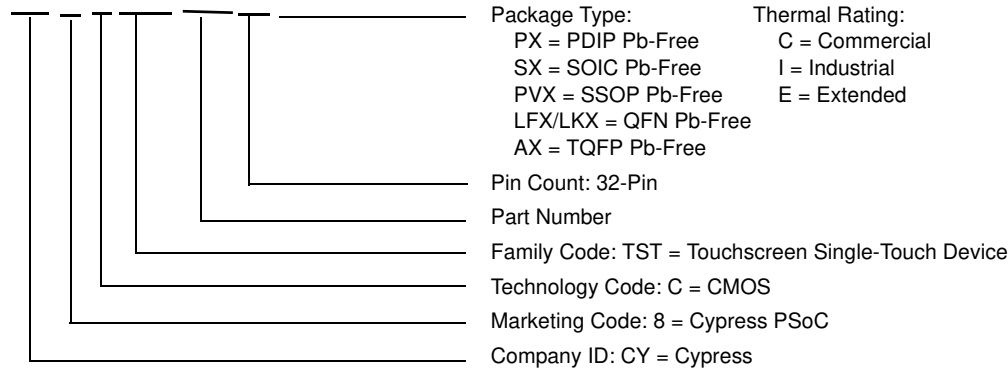 Package Type: Thermal Rating:
PX = PDIP Pb-Free C = Commercial
SX = SOIC Pb-Free I = Industrial
PVX = SSOP Pb-Free E = Extended
LFX/LKX = QFN Pb-Free
AX = TQFP Pb-Free
Pin Count: 32-Pin
Part Number
Family Code: TST = Touchscreen Single-Touch Device
Technology Code: C = CMOS
Marketing Code: 8 = Cypress PSoC
Company ID: CY = Cypress